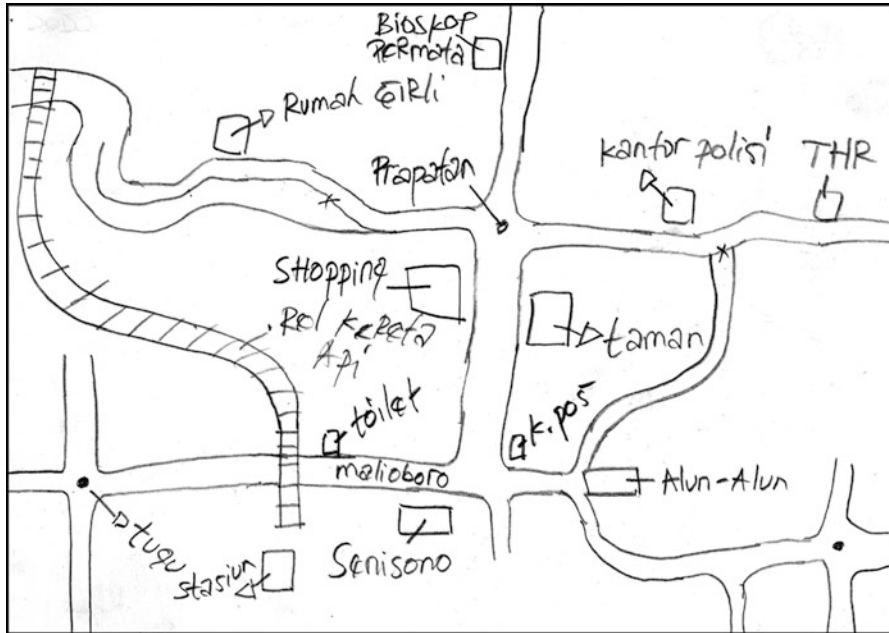 BIOSKOP
PERMATA
RUMAH GIRLI
Prapatan
kantor polisi
THR
SHOPPING
Rel Kereta
Api
taman
toilet
K.pos
malioboro
Alun-Alun
tugu
stasiun
Senisono